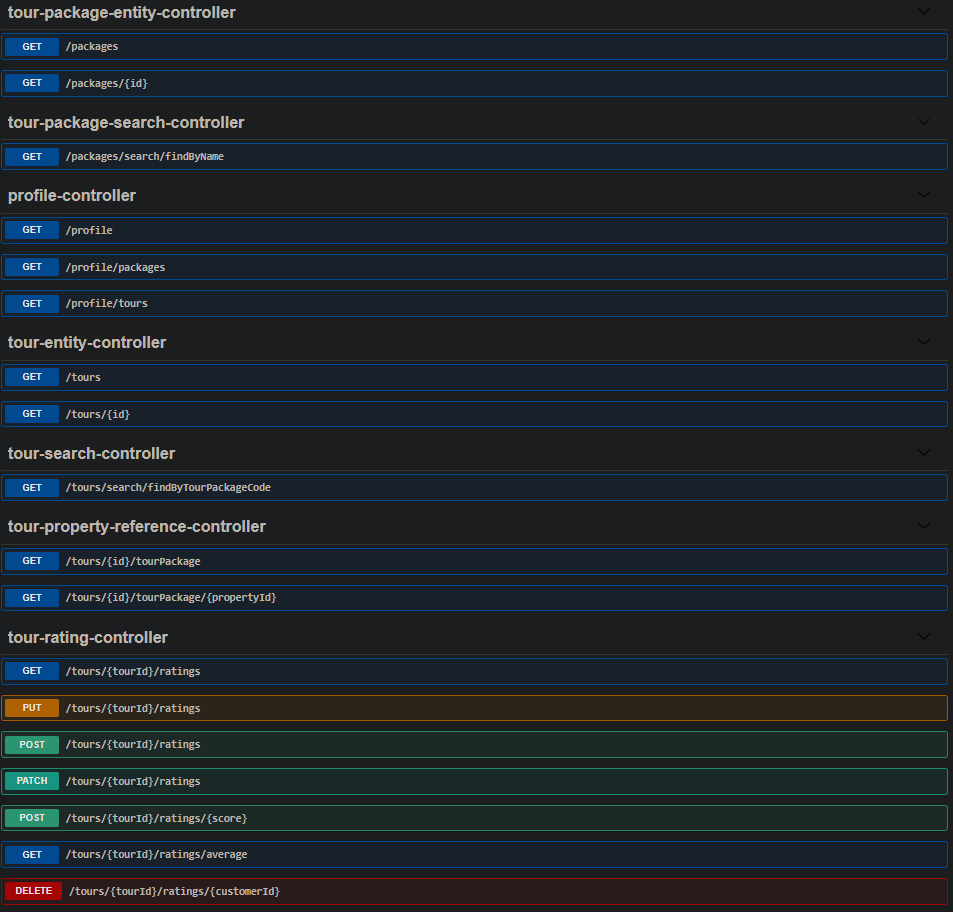 tour-package-entity-controller
GET /packages
GET /packages/{id}
tour-package-search-controller
GET /packages/search/findByName
profile-controller
GET /profile
GET /profile/packages
GET /profile/tours
tour-entity-controller
GET /tours
GET /tours/{id}
tour-search-controller
GET /tours/search/findByTourPackageCode
tour-property-reference-controller
GET /tours/{id}/tourPackage
GET /tours/{id}/tourPackage/{propertyId}
tour-rating-controller
GET /tours/{tourId}/ratings
PUT /tours/{tourId}/ratings
POST /tours/{tourId}/ratings
PATCH /tours/{tourId}/ratings
POST /tours/{tourId}/ratings/{score}
GET /tours/{tourId}/ratings/average
DELETE /tours/{tourId}/ratings/{customerId}